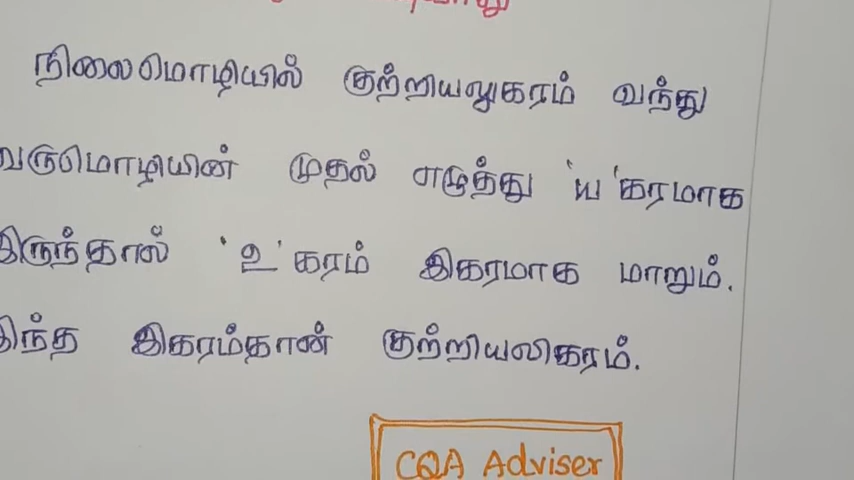 நிலைமொழியில் குற்றியலுகரம் வந்து
வருமொழியின் முதல் எழுத்து 'ய' கரமாக
இருந்தால் 'உ' கரம் இகரமாக மாறும்.
இந்த இகரம்தான் குற்றியலிகரம்.
CQA Adviser